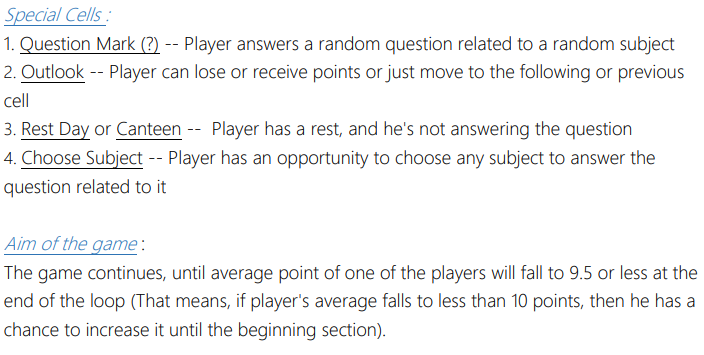 Special Cells :
1. Question Mark (?) -- Player answers a random question related to a random subject
2. Outlook -- Player can lose or receive points or just move to the following or previous
cell
3. Rest Day or Canteen --  Player has a rest, and he's not answering the question
4. Choose Subject -- Player has an opportunity to choose any subject to answer the
question related to it
Aim of the game :
The game continues, until average point of one of the players will fall to 9.5 or less at the
end of the loop (That means, if player's average falls to less than 10 points, then he has a
chance to increase it until the beginning section).